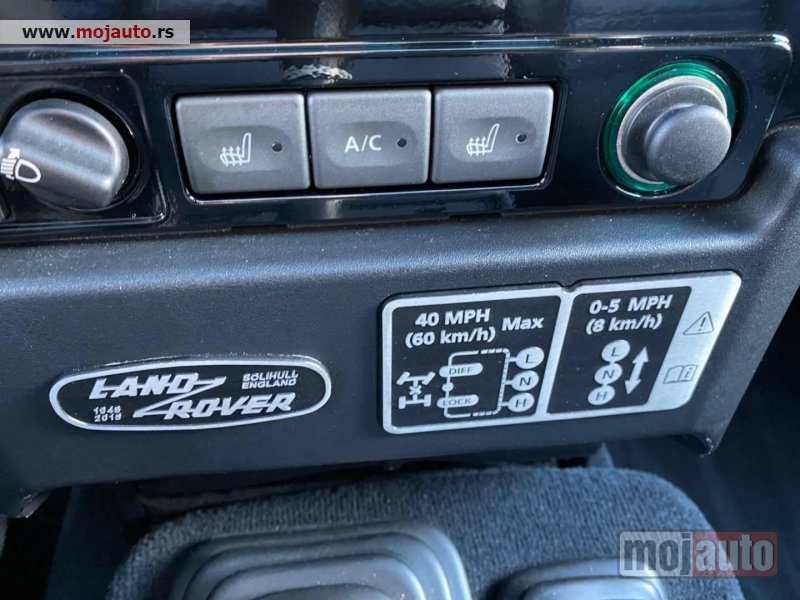 www.mojauto.rs
A/C
LAND
ROVER
SOLIHULL
ENGLAND
1948
2018
40 MPH
(60 km/h) Max
DIFF
LOCK
L
N
H
0-5 MPH
(8 km/h)
L
N
H
mojauto